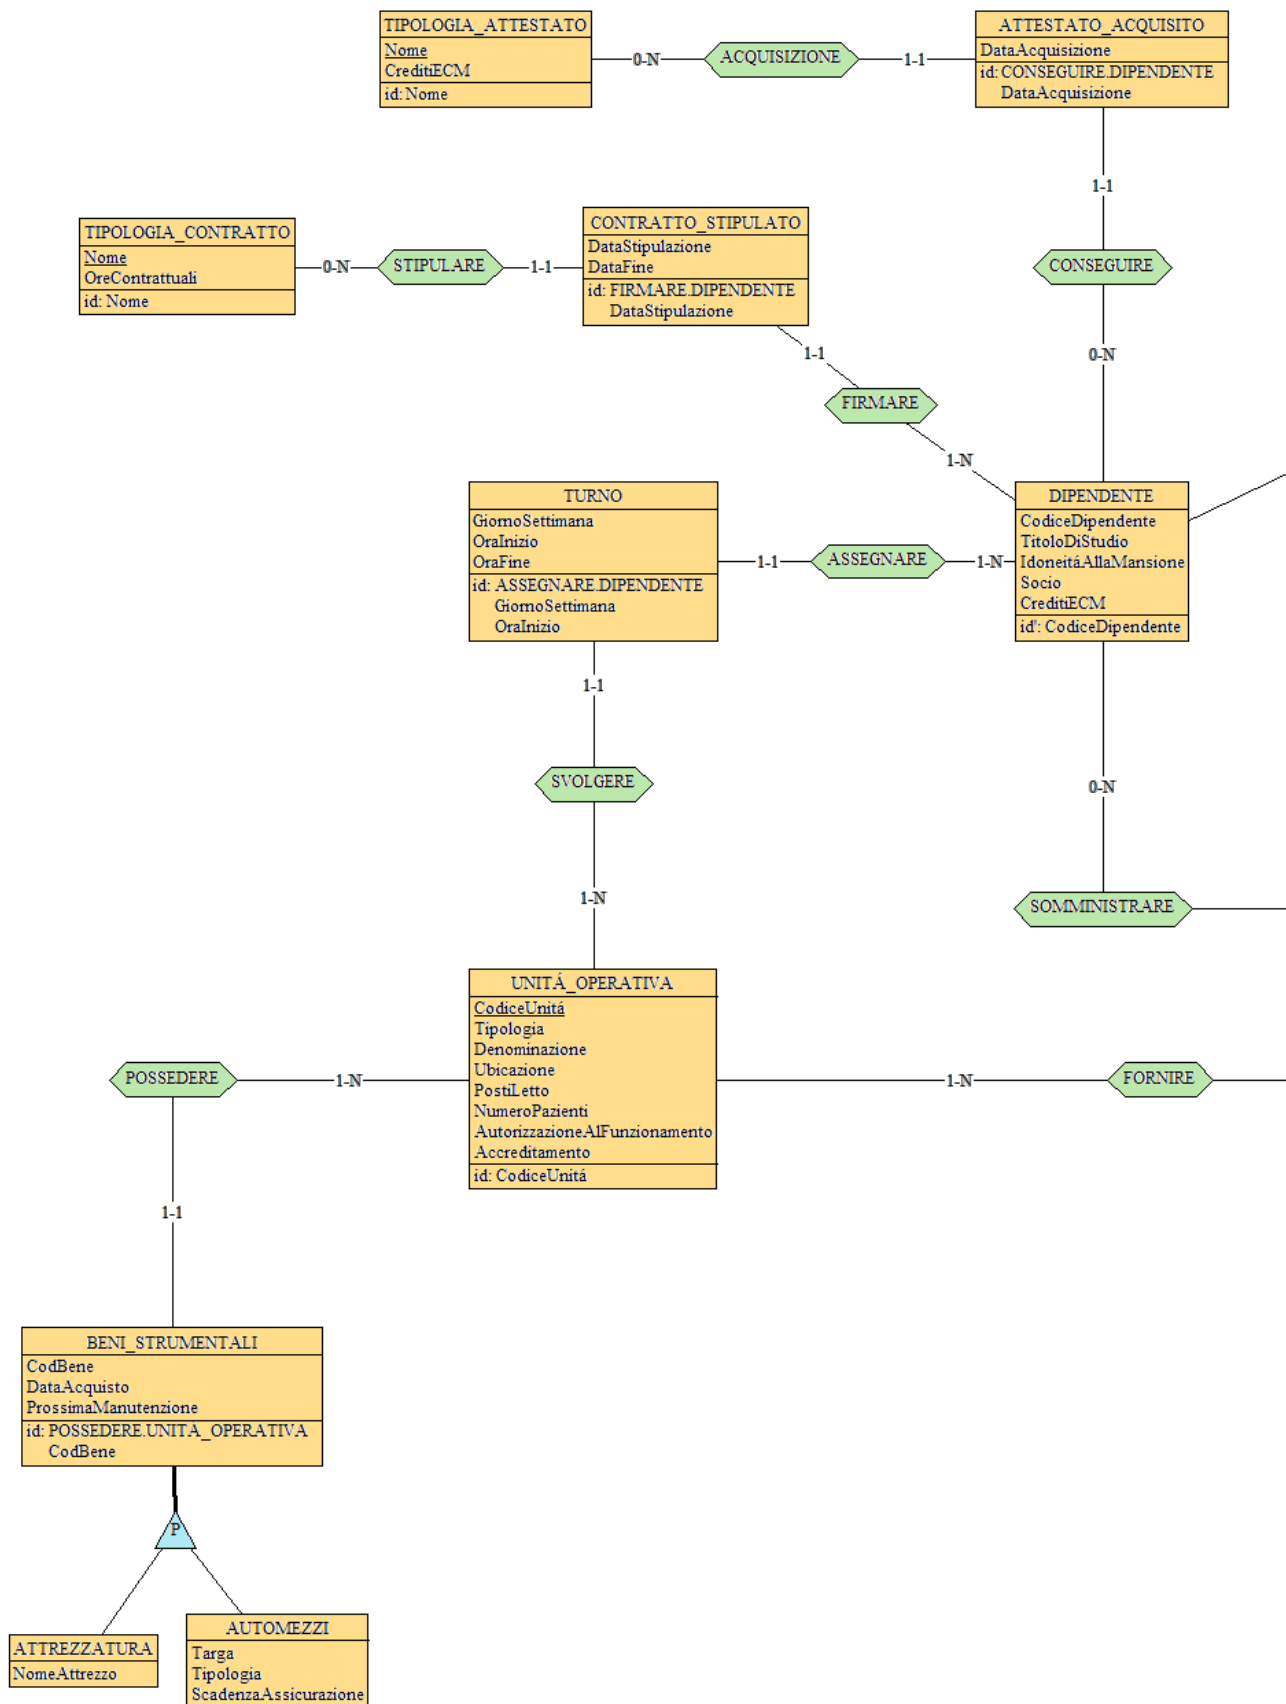 TIPOLOGIA_ATTESTATO
Nome
CreditiECM
id: Nome
0-N
ACQUISIZIONE
1-1
ATTESTATO_ACQUISITO
DataAcquisizione
id: CONSEGUIRE.DIPENDENTE
DataAcquisizione
1-1
CONSEGUIRE
0-N
TIPOLOGIA_CONTRATTO
Nome
OreContrattuali
id: Nome
0-N
STIPULARE
1-1
CONTRATTO_STIPULATO
DataStipulazione
DataFine
id: FIRMARE.DIPENDENTE
DataStipulazione
1-1
FIRMARE
1-N
TURNO
GiornoSettimana
OraInizio
OraFine
id: ASSEGNARE.DIPENDENTE
GiornoSettimana
OraInizio
1-1
ASSEGNARE
1-N
DIPENDENTE
CodiceDipendente
TitoloDiStudio
IdoneitáAllaMansione
Socio
CreditiECM
id': CodiceDipendente
1-1
SVOLGERE
1-N
0-N
SOMMINISTRARE
UNITÁ_OPERATIVA
CodiceUnitá
Tipologia
Denominazione
Ubicazione
PostiLetto
NumeroPazienti
AutorizzazioneAlFunzionamento
Accreditamento
id: CodiceUnitá
POSSEDERE
1-N
1-N
FORNIRE
1-1
BENI_STRUMENTALI
CodBene
DataAcquisto
ProssimaManutenzione
id: POSSEDERE.UNITÁ_OPERATIVA
CodBene
P
ATTREZZATURA
NomeAttrezzo
AUTOMEZZI
Targa
Tipologia
ScadenzaAssicurazione